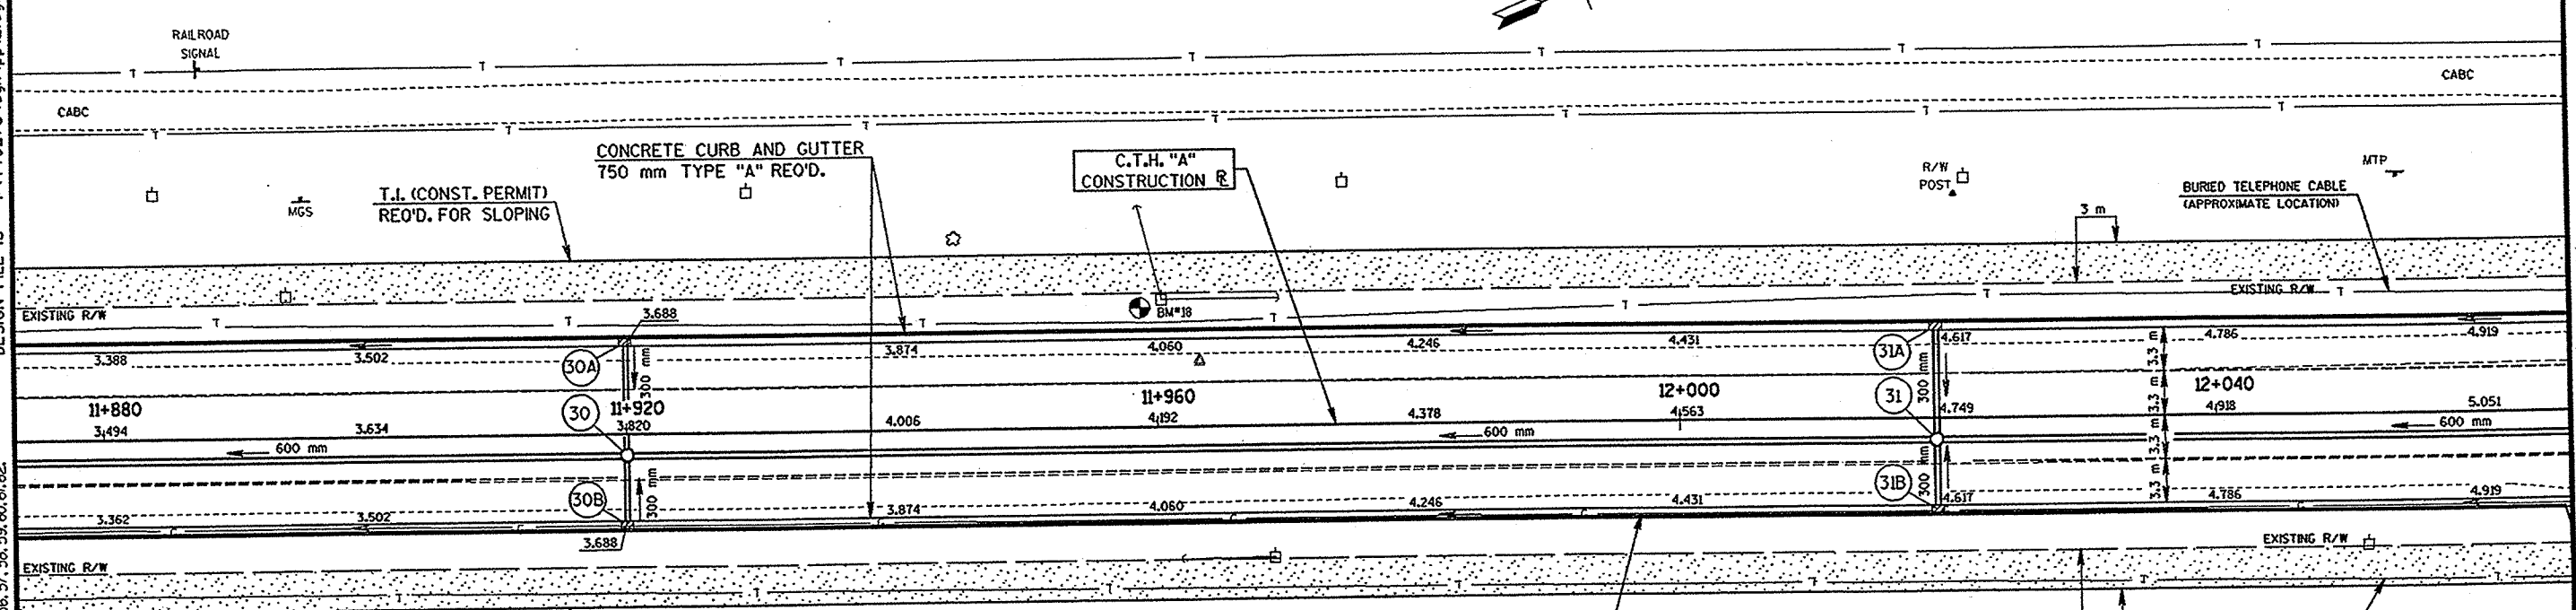 RAILROAD
SIGNAL
T T T T T T T
CABC
CABC
T T T T T T T
CONCRETE CURB AND GUTTER
750 mm TYPE "A" REQ'D.
C.T.H. "A"
CONSTRUCTION
R/W
POST
MTP
MGS
T.I. (CONST. PERMIT)
REQ'D. FOR SLOPING
BURIED TELEPHONE CABLE
(APPROXIMATE LOCATION)
3 m
EXISTING R/W
BM#18
EXISTING R/W
T T T T T T T
3.688
3.388 3.502 3.874 4.060 4.246 4.431 4.617 4.786 4.919
30A
300 mm
31A
300 mm
3.3 m
11+880
30
11+920
11+960
12+000
31
3.3 m
12+040
3.494 3.634 3.820 4.006 4.192 4.378 4.563 4.749 4.918 5.051
600 mm
600 mm
600 mm
3.3 m
30B
300 mm
31B
300 mm
3.3 m
3.362 3.502 3.874 4.060 4.246 4.431 4.617 4.786 4.919
3.688
EXISTING R/W
EXISTING R/W
T T T T T T T